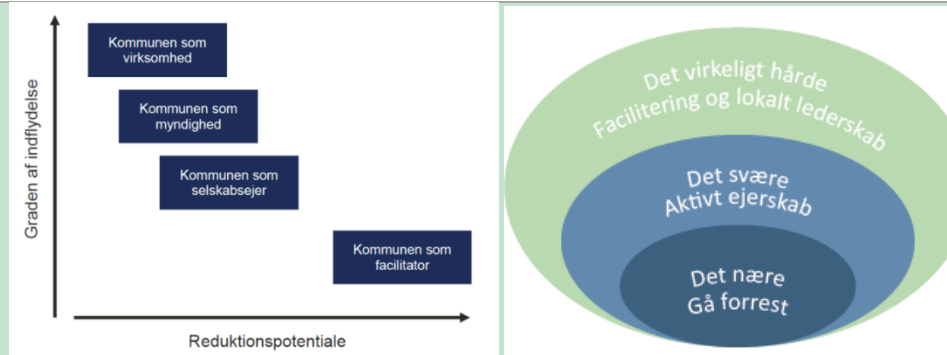 Graden af indflydelse
Kommunen som
virksomhed
Kommunen som
myndighed
Kommunen som
selskabsejer
Kommunen som
facilitator
Reduktionspotentiale
Det virkeligt hårde
Facilitering og lokalt lederskab
Det svære
Aktivt ejerskab
Det nære
Gå forrest